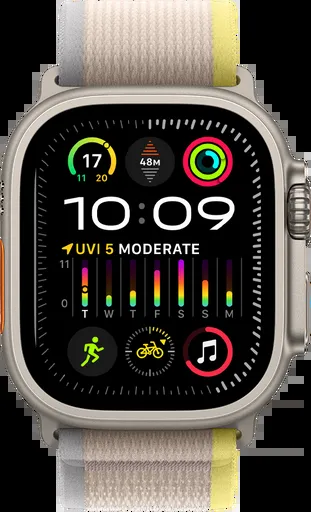 17
11 20
48M
10:09
UVI 5 MODERATE
11
0
T W T F S S M